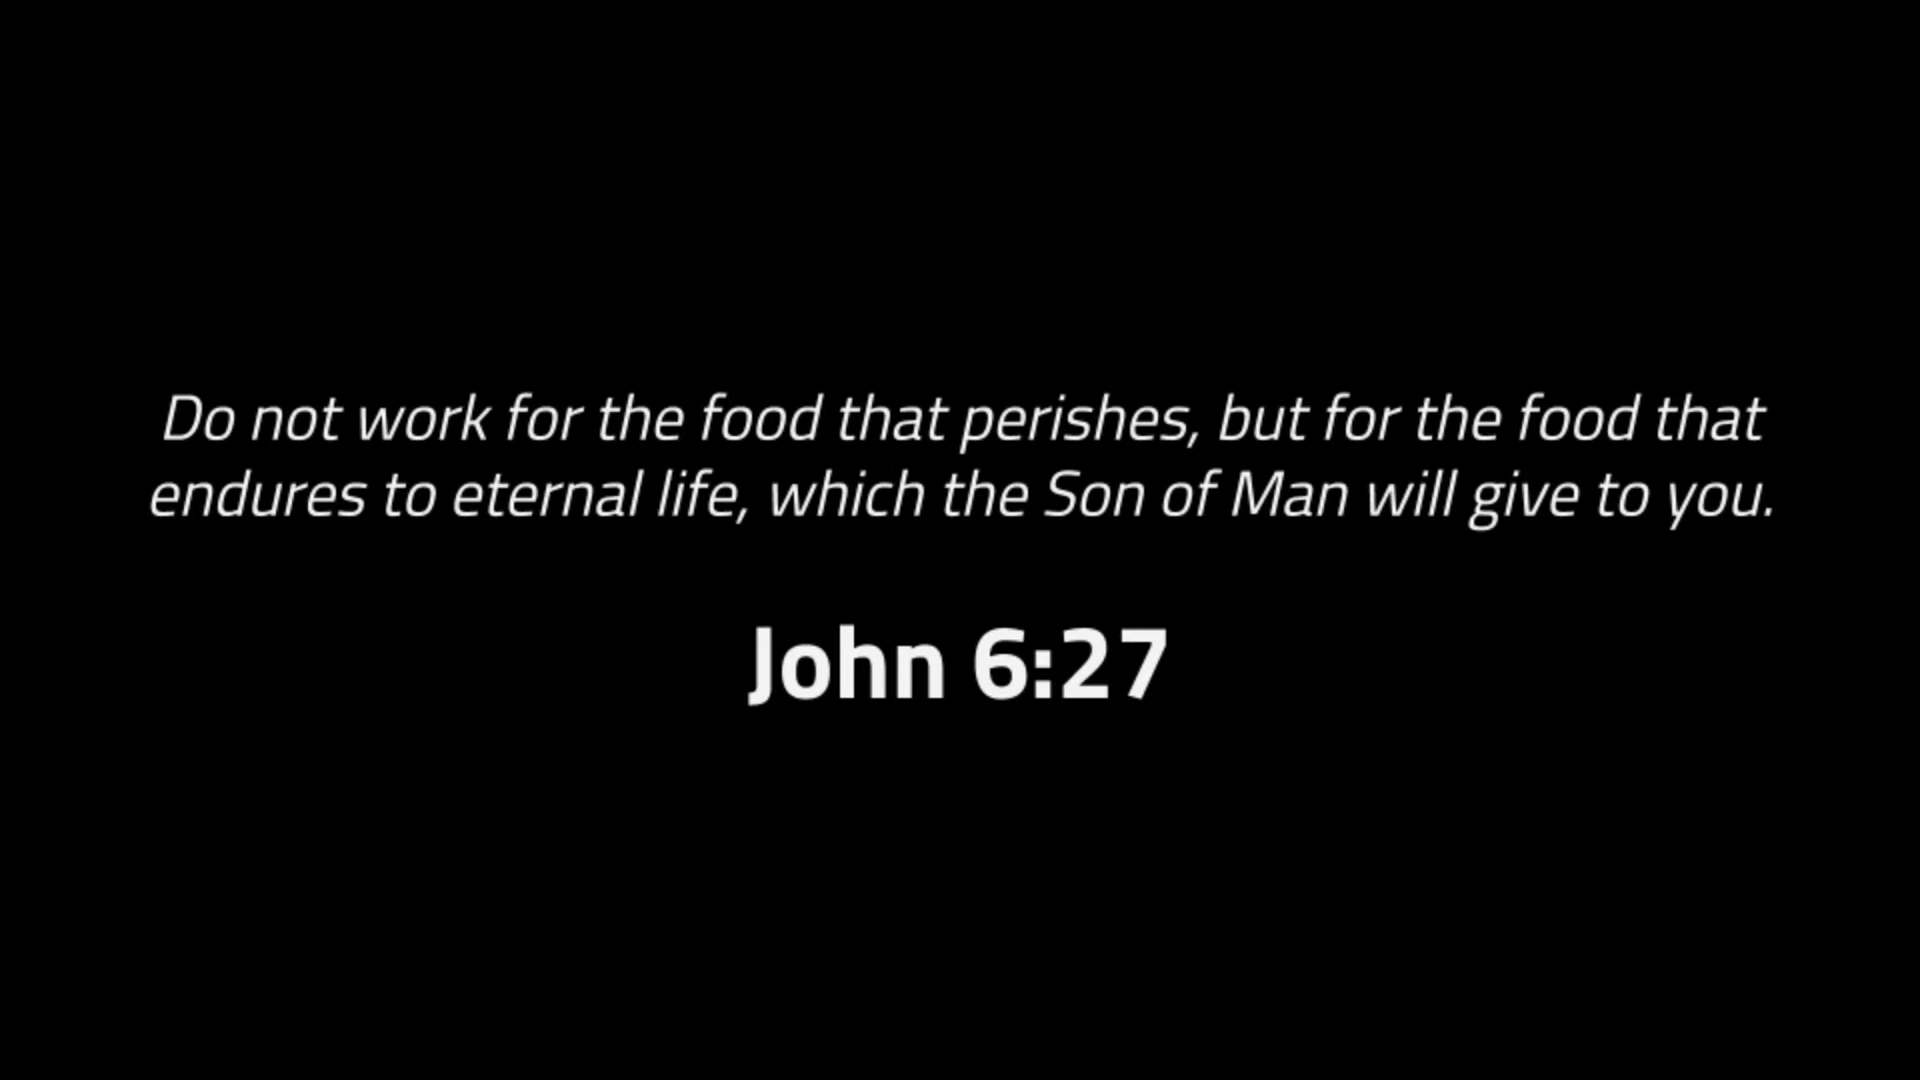 Do not work for the food that perishes, but for the food that
endures to eternal life, which the Son of Man will give to you.
John 6:27